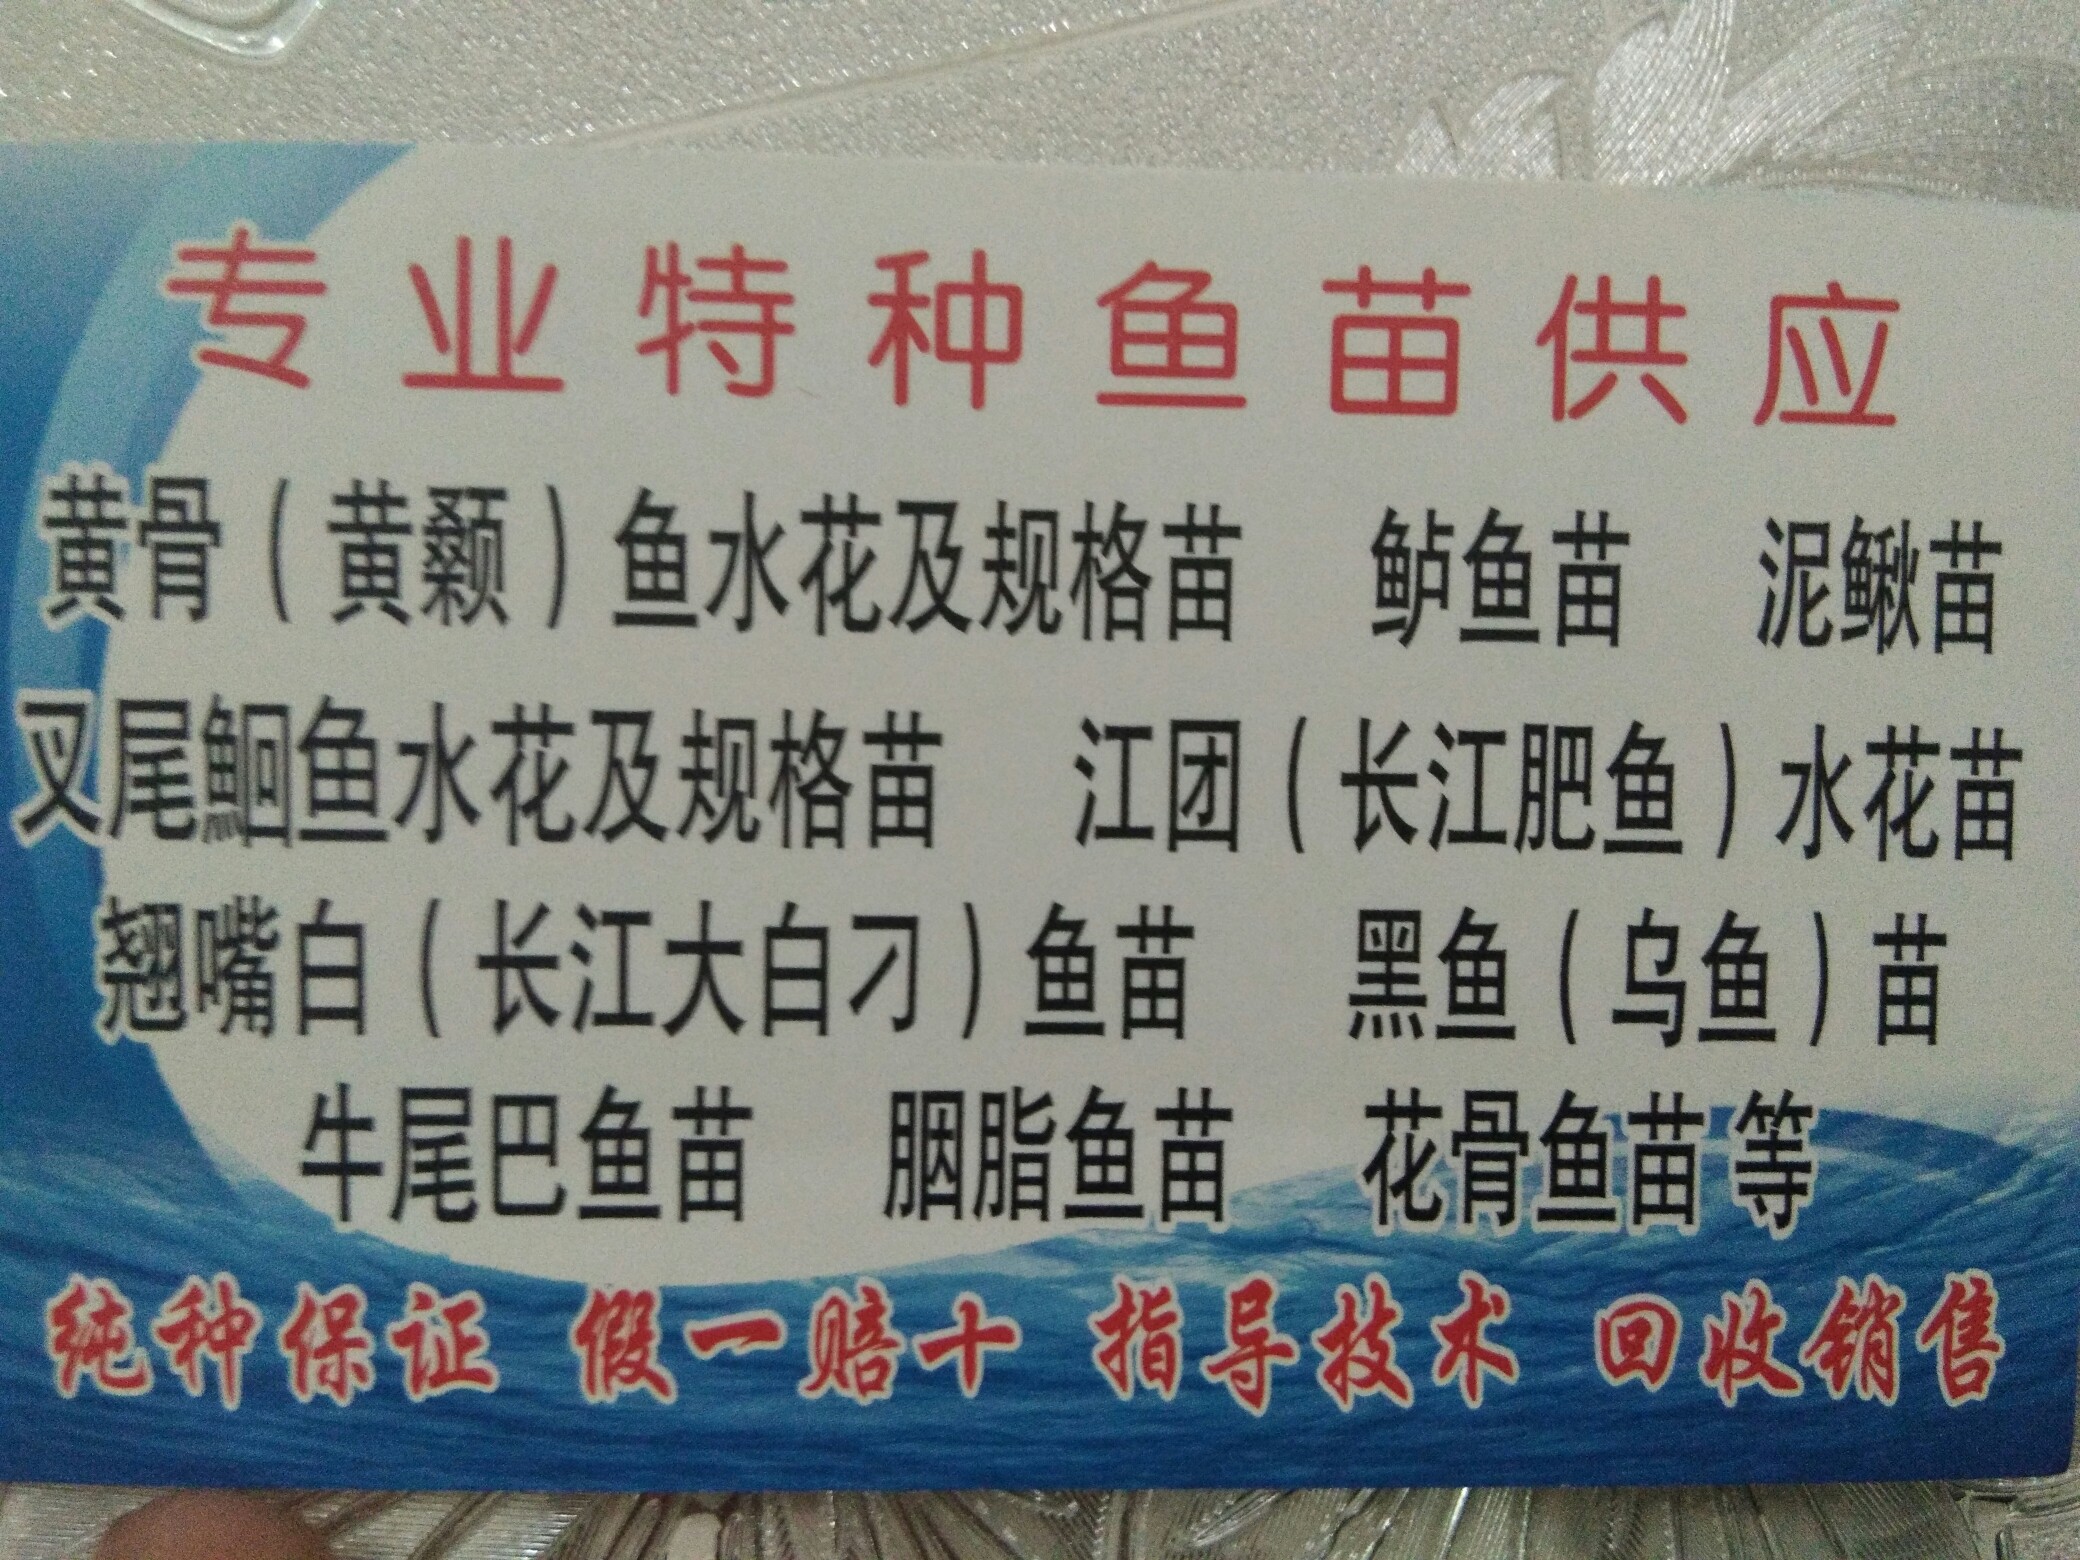 专业特种鱼苗供应
黄骨(黄颡)鱼水花及规格苗 鲈鱼苗 泥鳅苗
叉尾鮰鱼水花及规格苗 江团(长江肥鱼)水花苗
翘嘴白(长江大白刁)鱼苗 黑鱼(乌鱼)苗
牛尾巴鱼苗 胭脂鱼苗 花骨鱼苗 等
纯种保证 假一赔十 指导技术 回收销售